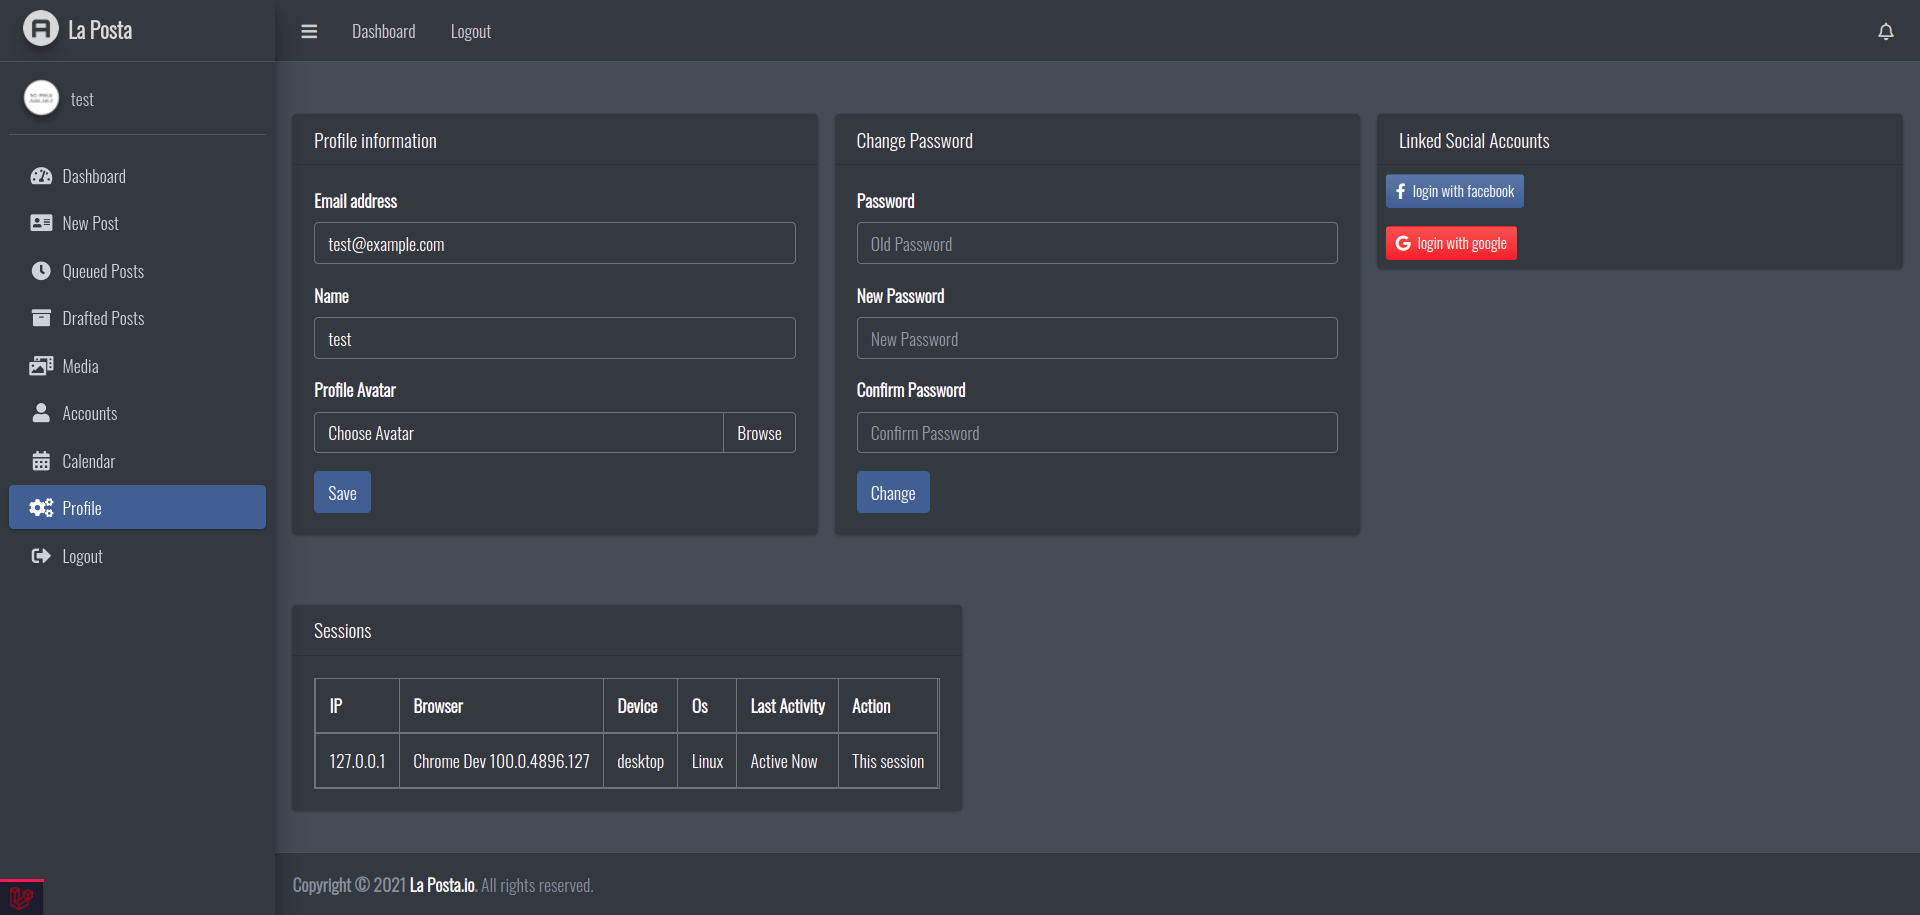 La Posta
Dashboard
Logout
test
Dashboard
New Post
Queued Posts
Drafted Posts
Media
Accounts
Calendar
Profile
Logout
Profile information
Email address
test@example.com
Name
test
Profile Avatar
Choose Avatar
Browse
Save
Change Password
Password
Old Password
New Password
New Password
Confirm Password
Confirm Password
Change
Linked Social Accounts
login with facebook
login with google
Sessions
IP Browser Device Os Last Activity Action
127.0.0.1 Chrome Dev 100.0.4896.127 desktop Linux Active Now This session
Copyright © 2021 La Posta.io. All rights reserved.